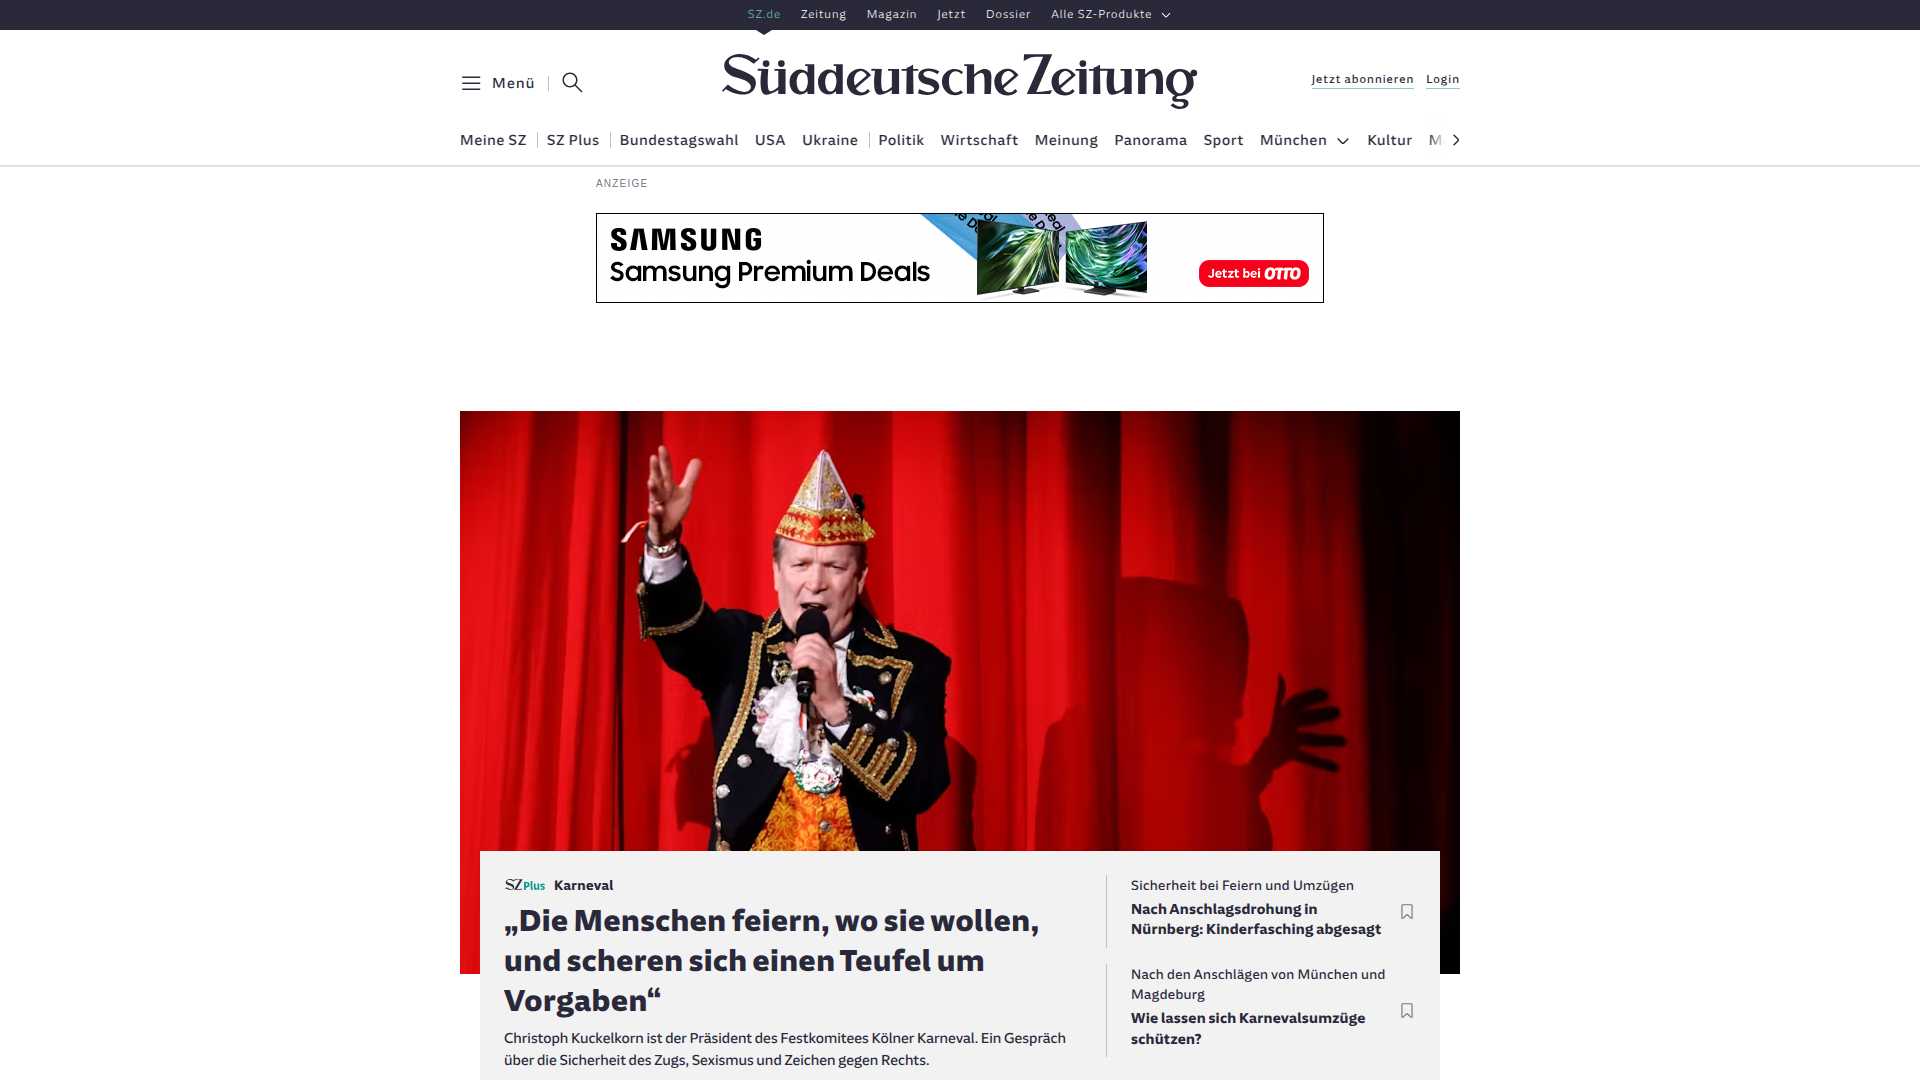 SZ.de Zeitung Magazin Jetzt Dossier Alle SZ-Produkte
Menü
Süddeutsche Zeitung
Jetzt abonnieren Login
Meine SZ SZ Plus Bundestagswahl USA Ukraine Politik Wirtschaft Meinung Panorama Sport München Kultur M
ANZEIGE
SAMSUNG
Samsung Premium Deals
Jetzt bei OTTO
SZ Plus Karneval
„Die Menschen feiern, wo sie wollen,
und scheren sich einen Teufel um
Vorgaben“
Christoph Kuckelkorn ist der Präsident des Festkomitees Kölner Karneval. Ein Gespräch
über die Sicherheit des Zugs, Sexismus und Zeichen gegen Rechts.
Sicherheit bei Feiern und Umzügen
Nach Anschlagsdrohung in
Nürnberg: Kinderfasching abgesagt
Nach den Anschlägen von München und
Magdeburg
Wie lassen sich Karnevalsumzüge
schützen?